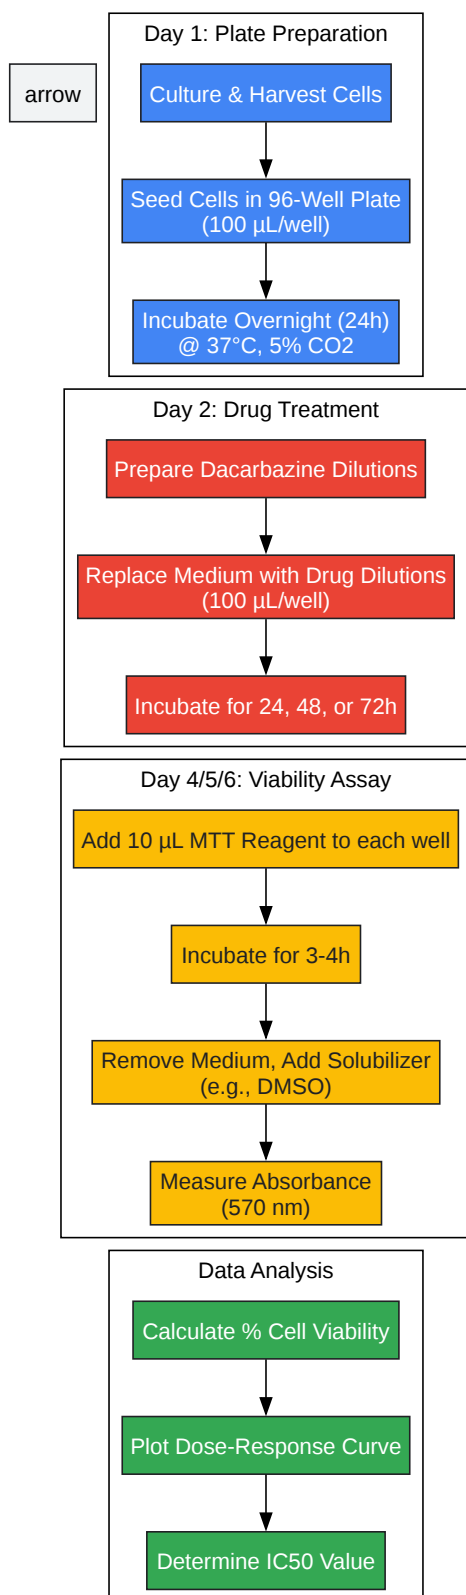 Day 1: Plate Preparation
arrow
Culture & Harvest Cells
Seed Cells in 96-Well Plate
(100 µL/well)
Incubate Overnight (24h)
@ 37°C, 5% CO2
Day 2: Drug Treatment
Prepare Dacarbazine Dilutions
Replace Medium with Drug Dilutions
(100 µL/well)
Incubate for 24, 48, or 72h
Day 4/5/6: Viability Assay
Add 10 µL MTT Reagent to each well
Incubate for 3-4h
Remove Medium, Add Solubilizer
(e.g., DMSO)
Measure Absorbance
(570 nm)
Data Analysis
Calculate % Cell Viability
Plot Dose-Response Curve
Determine IC50 Value